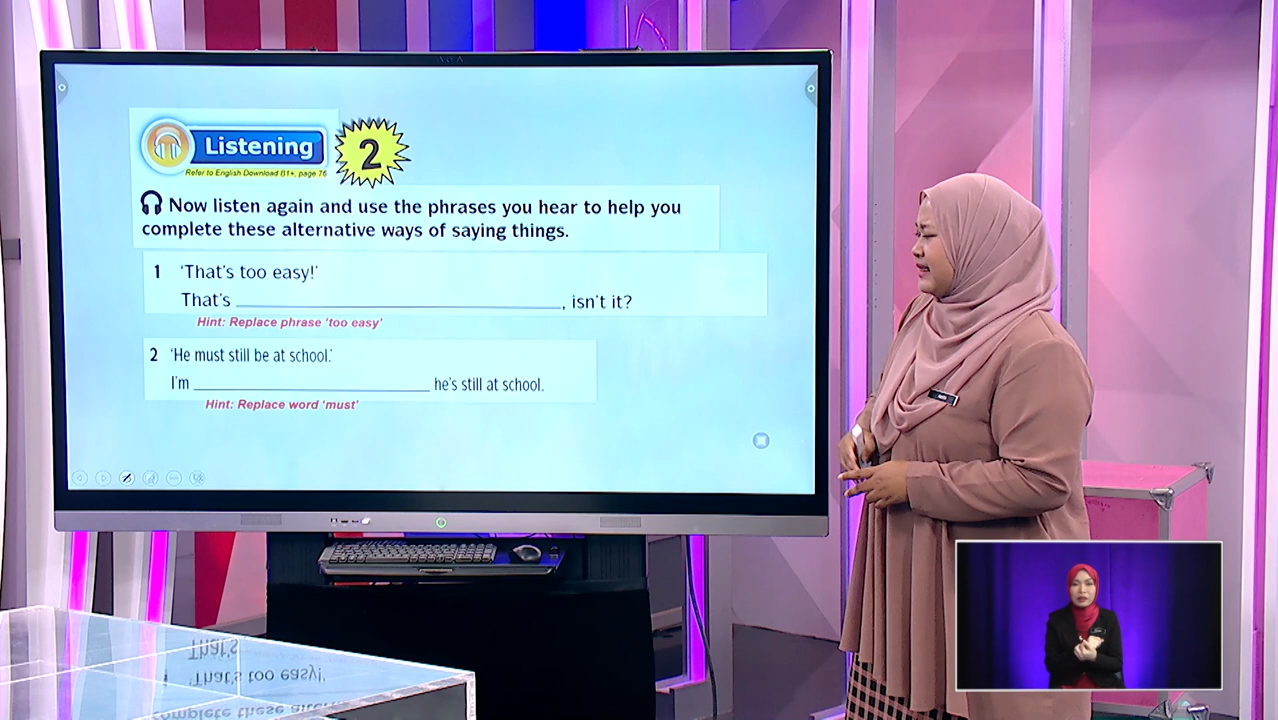 Listening
2
Refer to English Download B1+, page 76
Now listen again and use the phrases you hear to help you
complete these alternative ways of saying things.
1 ‘That’s too easy!’
That’s ______________________________, isn’t it?
Hint: Replace phrase ‘too easy’
2 ‘He must still be at school.’
I’m ______________________________ he’s still at school.
Hint: Replace word ‘must’